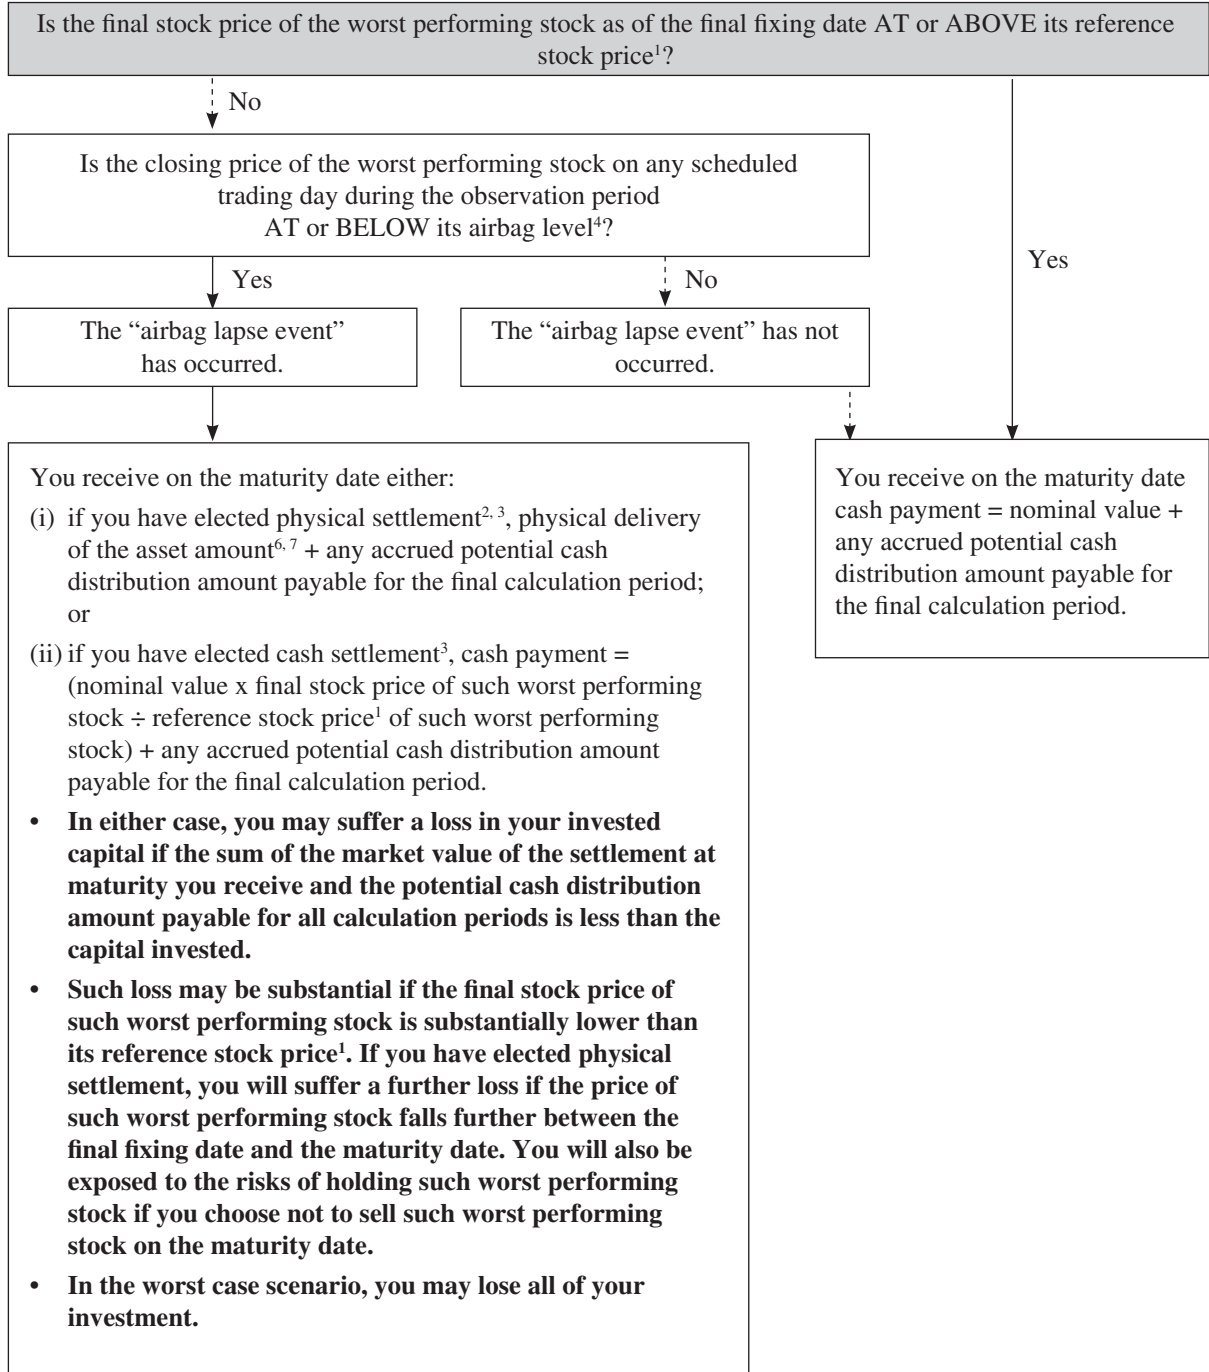 Is the final stock price of the worst performing stock as of the final fixing date AT or ABOVE its reference
stock price¹?
No
Is the closing price of the worst performing stock on any scheduled
trading day during the observation period
AT or BELOW its airbag level⁴?
Yes
No
Yes
The “airbag lapse event”
has occurred.
The “airbag lapse event” has not
occurred.
You receive on the maturity date either:
(i) if you have elected physical settlement²,³, physical delivery
of the asset amount⁶,⁷ + any accrued potential cash
distribution amount payable for the final calculation period;
or
(ii) if you have elected cash settlement³, cash payment =
(nominal value x final stock price of such worst performing
stock ÷ reference stock price¹ of such worst performing
stock) + any accrued potential cash distribution amount
payable for the final calculation period.
• In either case, you may suffer a loss in your invested
capital if the sum of the market value of the settlement at
maturity you receive and the potential cash distribution
amount payable for all calculation periods is less than the
capital invested.
• Such loss may be substantial if the final stock price of
such worst performing stock is substantially lower than
its reference stock price¹. If you have elected physical
settlement, you will suffer a further loss if the price of
such worst performing stock falls further between the
final fixing date and the maturity date. You will also be
exposed to the risks of holding such worst performing
stock if you choose not to sell such worst performing
stock on the maturity date.
• In the worst case scenario, you may lose all of your
investment.
You receive on the maturity date
cash payment = nominal value +
any accrued potential cash
distribution amount payable for
the final calculation period.